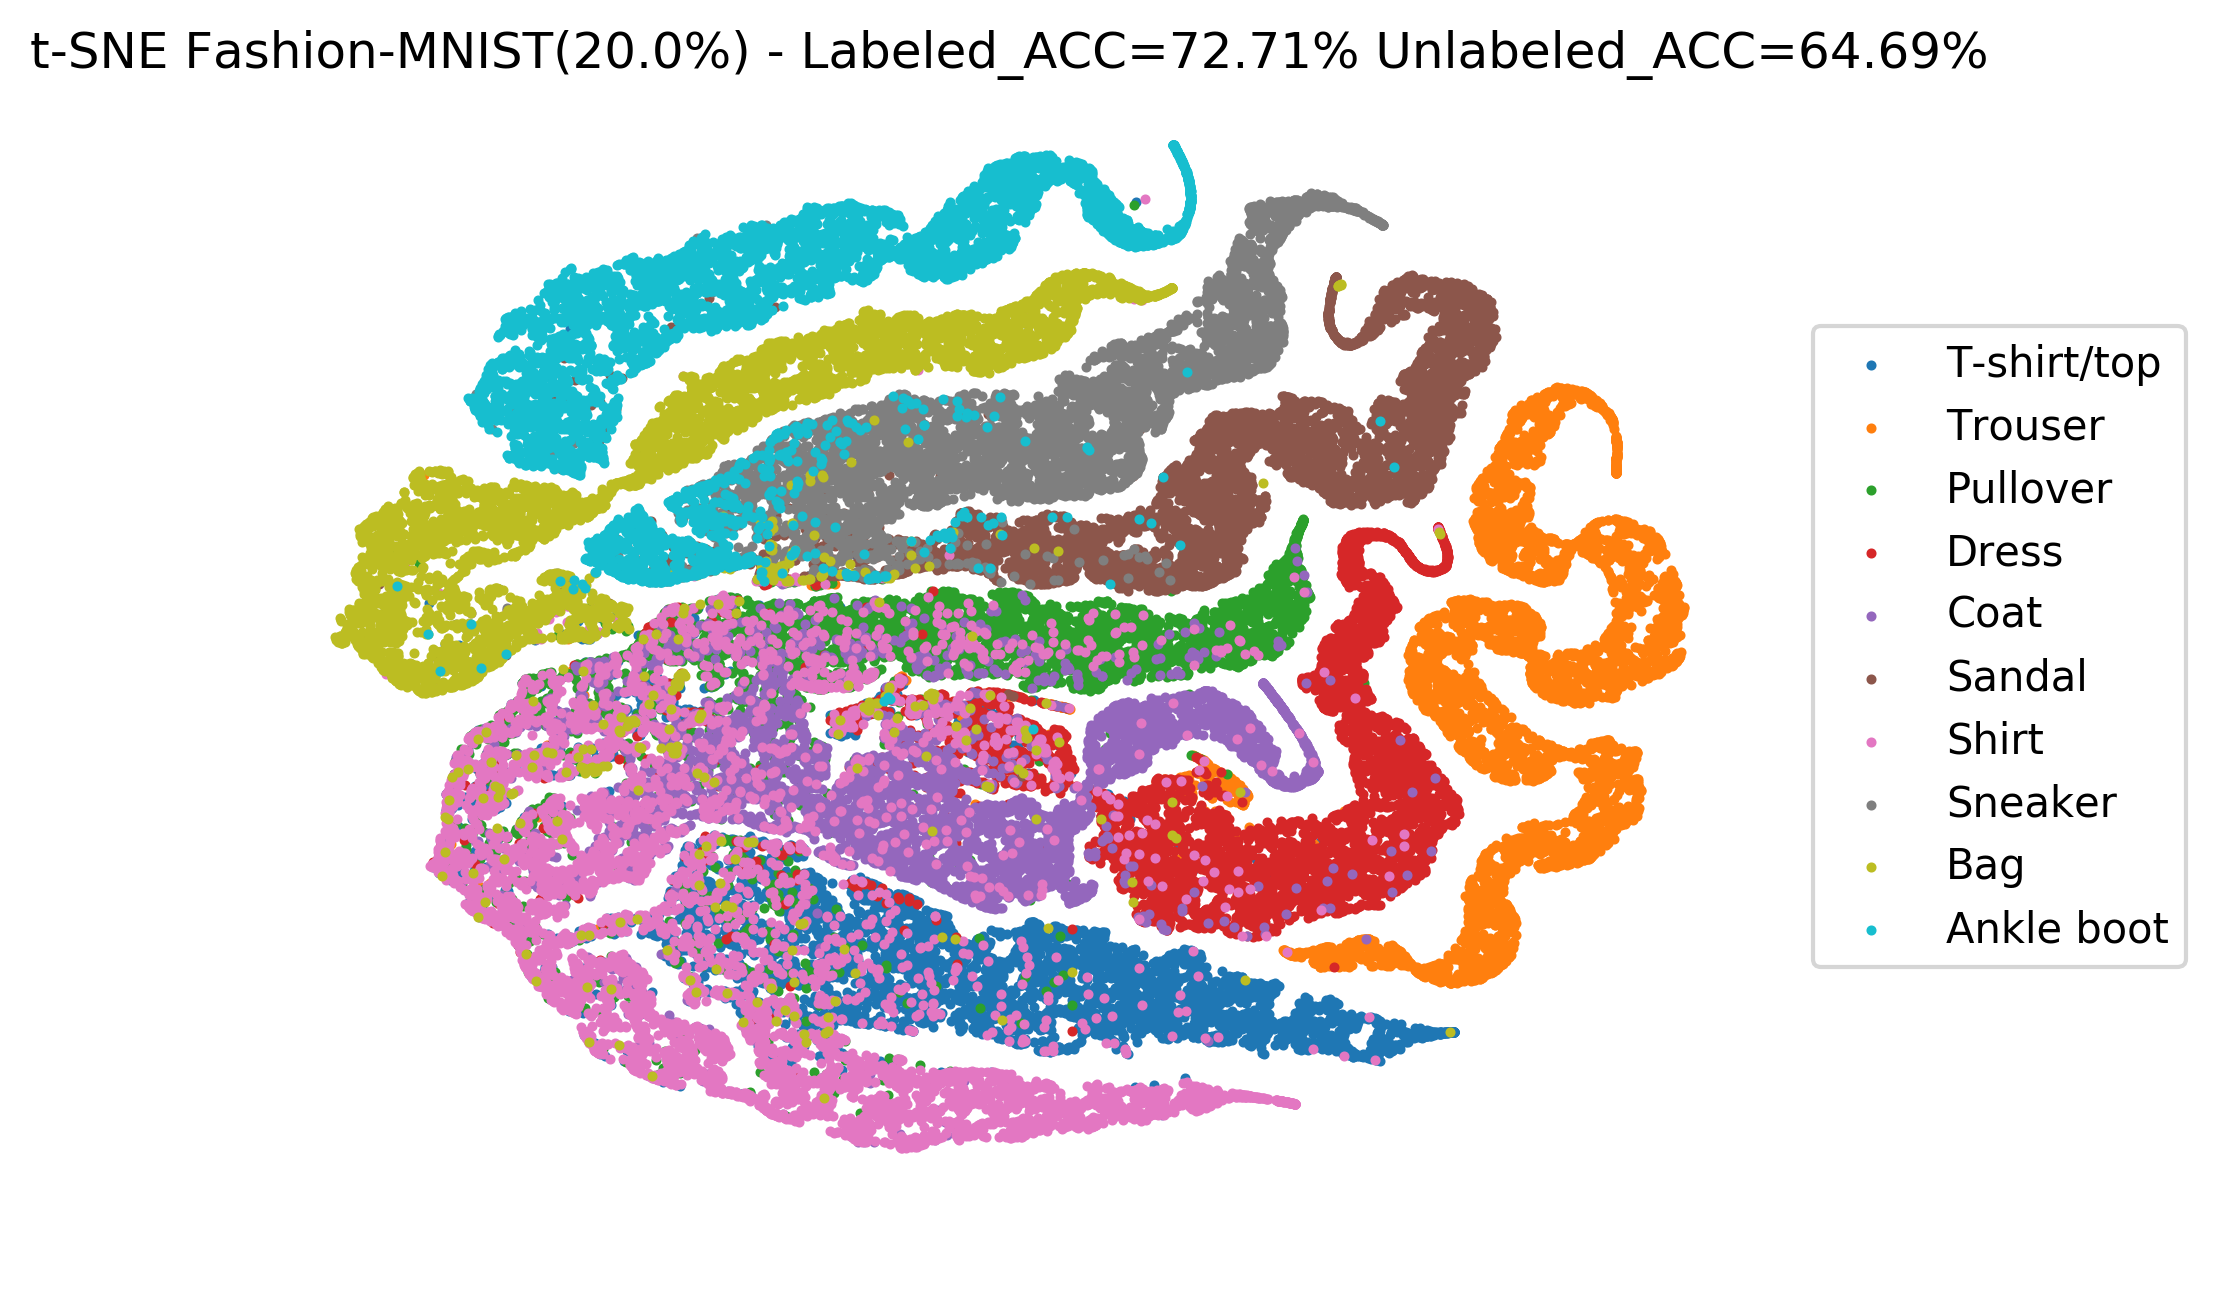 t-SNE Fashion-MNIST(20.0%) - Labeled_ACC=72.71% Unlabeled_ACC=64.69%
T-shirt/top
Trouser
Pullover
Dress
Coat
Sandal
Shirt
Sneaker
Bag
Ankle boot